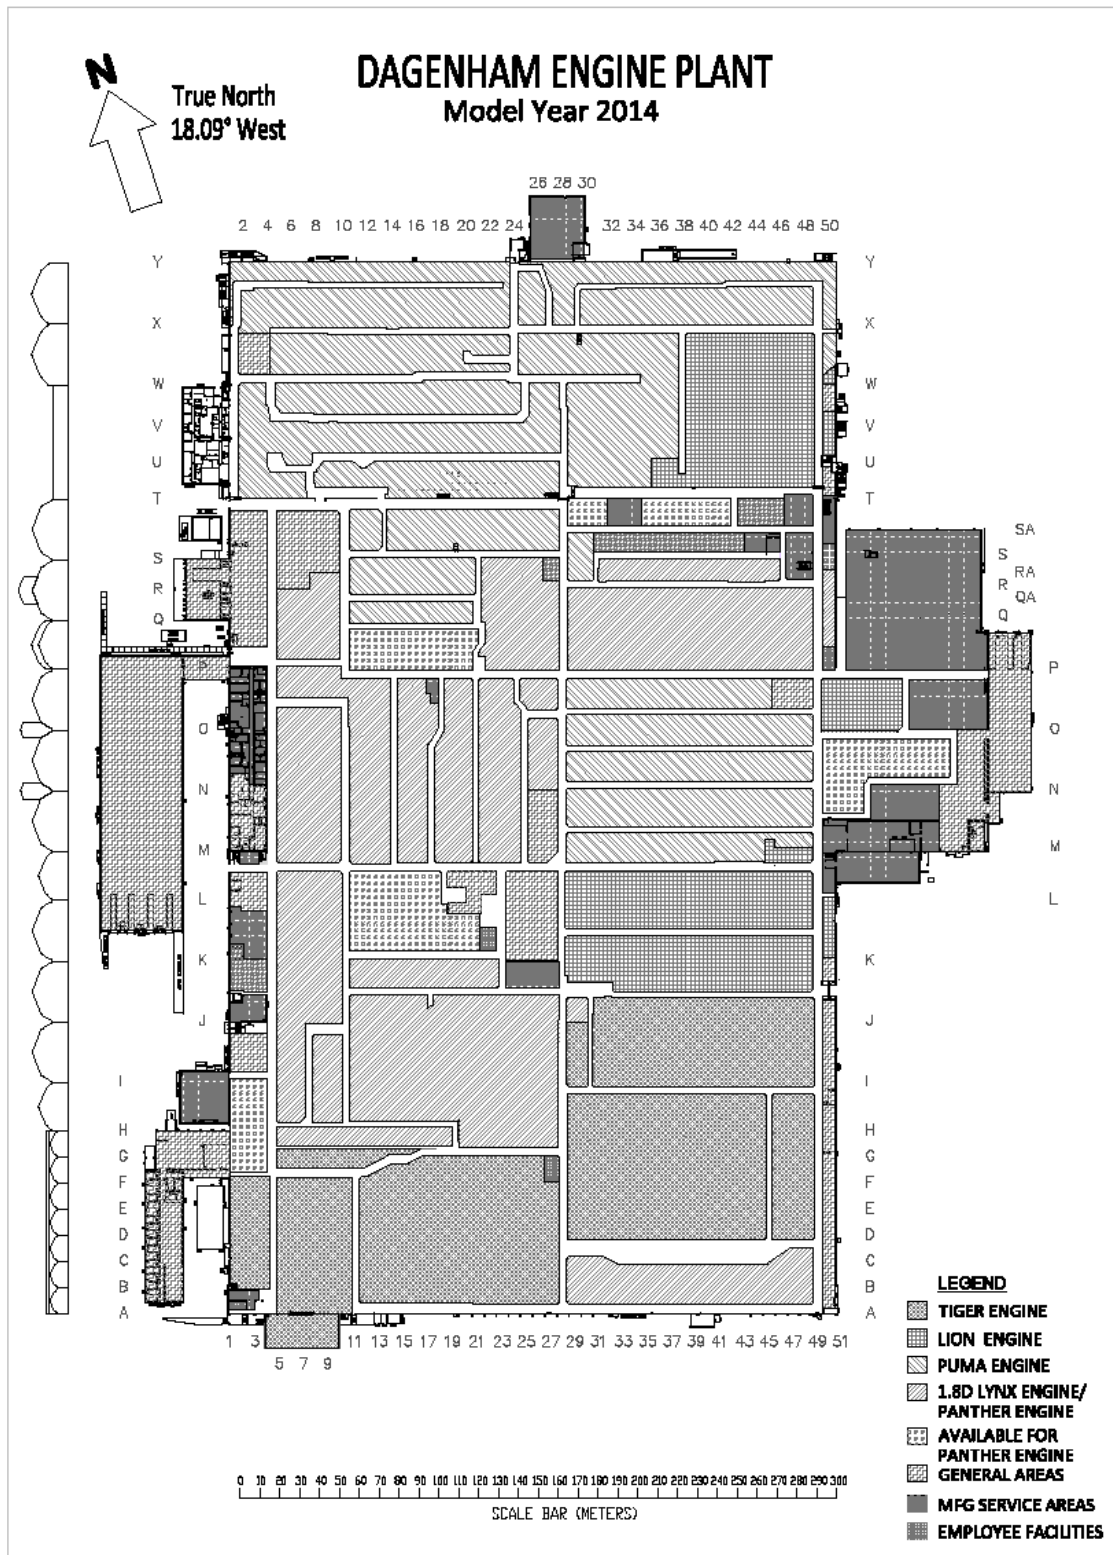 DAGENHAM ENGINE PLANT
Model Year 2014
N
True North
18.09° West
26 28 30
2 4 6 8 10 12 14 16 18 20 22 24 32 34 36 38 40 42 44 46 48 50
Y Y
X X
W W
V V
U U
T T
SA
S S
RA
R R
QA
Q Q
P P
O O
N N
M M
L L
K K
J J
I I
H H
G G
F F
E E
D D
C C
B B
A A
1 3 11 13 15 17 19 21 23 25 27 29 31 33 35 37 39 41 43 45 47 49 51
5 7 9
LEGEND
TIGER ENGINE
LION ENGINE
PUMA ENGINE
1.8D LYNX ENGINE/
PANTHER ENGINE
AVAILABLE FOR
PANTHER ENGINE
GENERAL AREAS
MFG SERVICE AREAS
EMPLOYEE FACILITIES
0 10 20 30 40 50 60 70 80 90 100 110 120 130 140 150 160 170 180 190 200 210 220 230 240 250 260 270 280 290 300
SCALE BAR (METERS)